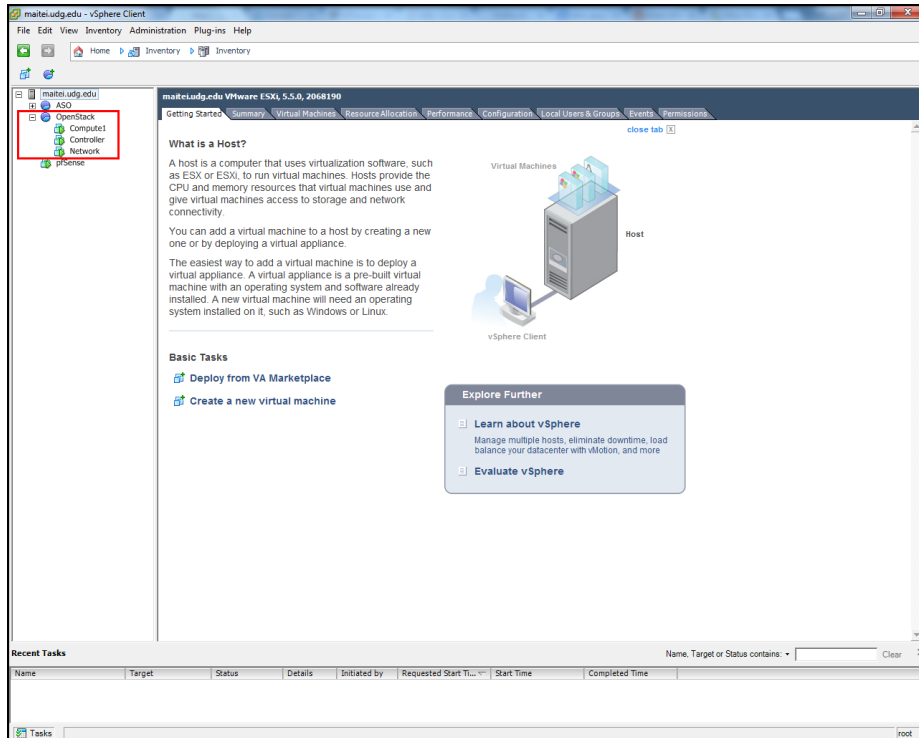 maitei.udg.edu - vSphere Client
File Edit View Inventory Administration Plug-ins Help
Home Inventory Inventory
maitei.udg.edu
ASO
OpenStack
Compute1
Controller
Network
pfSense
maitei.udg.edu VMware ESXi, 5.5.0, 2068190
Getting Started Summary Virtual Machines Resource Allocation Performance Configuration Local Users & Groups Events Permissions
close tab X
What is a Host?
A host is a computer that uses virtualization software, such
as ESX or ESXi, to run virtual machines. Hosts provide the
CPU and memory resources that virtual machines use and
give virtual machines access to storage and network
connectivity.
You can add a virtual machine to a host by creating a new
one or by deploying a virtual appliance.
The easiest way to add a virtual machine is to deploy a
virtual appliance. A virtual appliance is a pre-built virtual
machine with an operating system and software already
installed. A new virtual machine will need an operating
system installed on it, such as Windows or Linux.
Virtual Machines
Host
vSphere Client
Basic Tasks
Deploy from VA Marketplace
Create a new virtual machine
Explore Further
Learn about vSphere
Manage multiple hosts, eliminate downtime, load
balance your datacenter with vMotion, and more
Evaluate vSphere
Recent Tasks
Name, Target or Status contains: Clear
Name Target Status Details Initiated by Requested Start Ti... Start Time Completed Time
Tasks
root